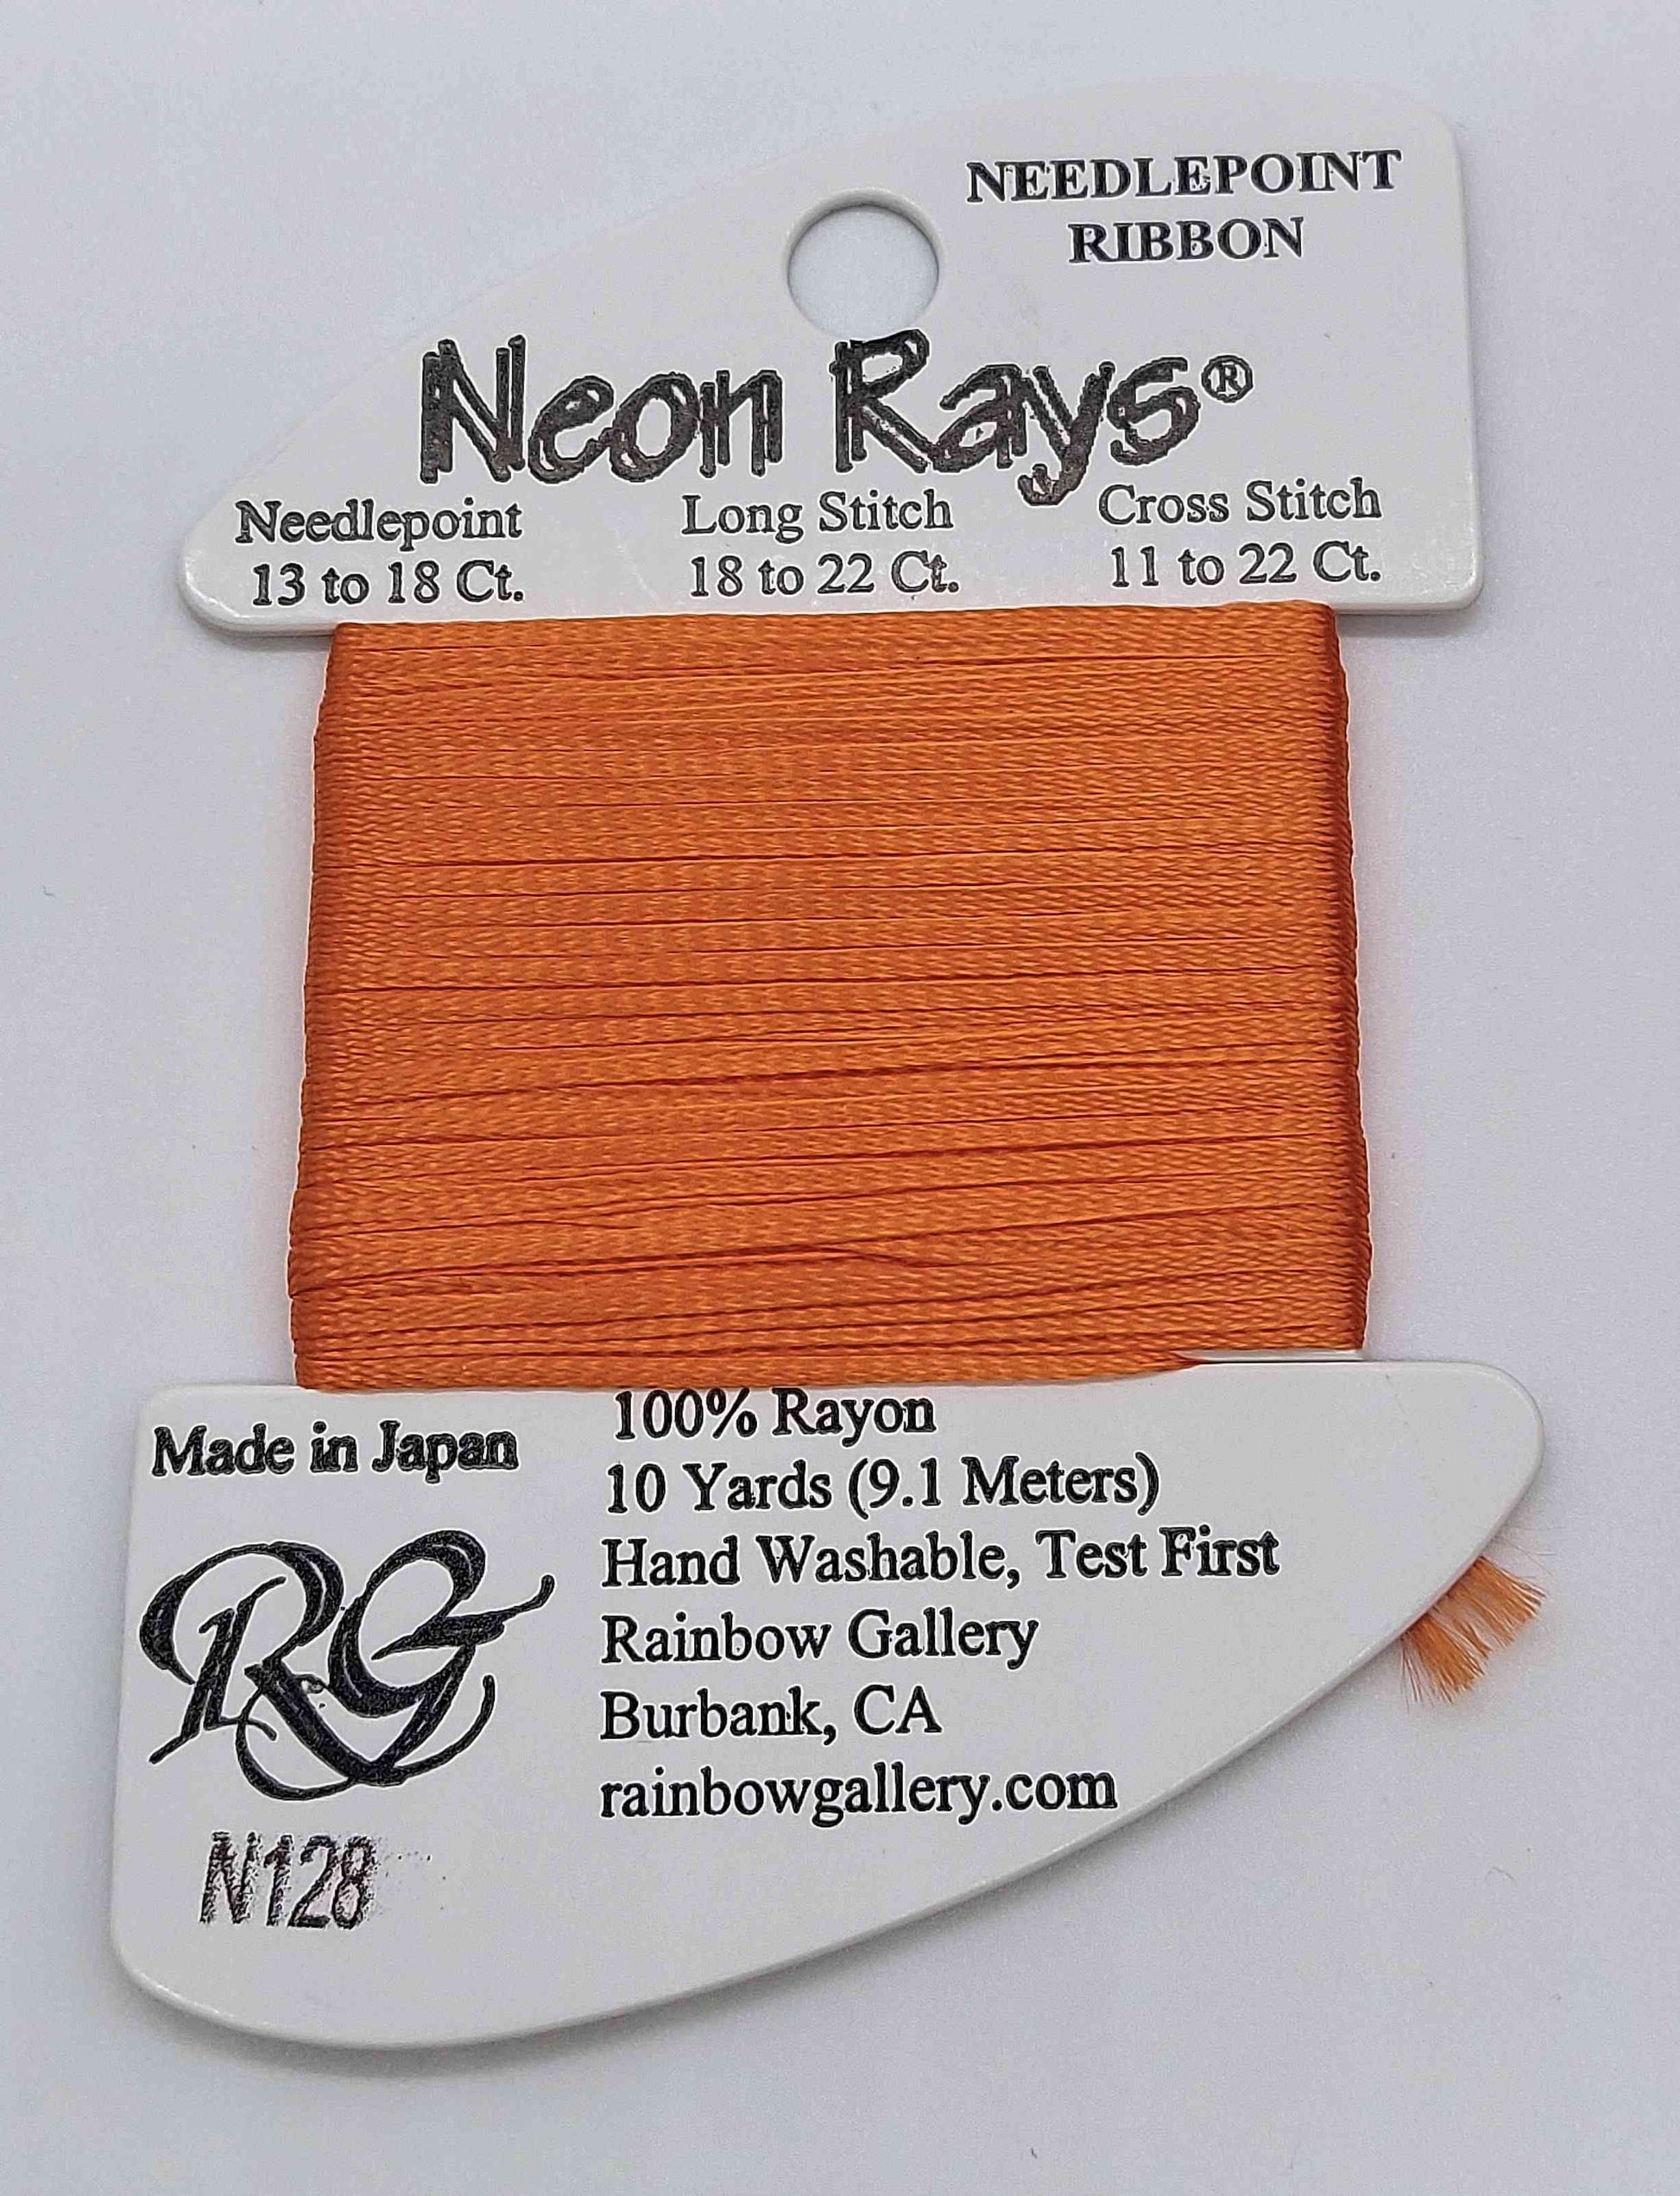 NEEDLEPOINT
RIBBON
Neon Rays®
Needlepoint Long Stitch Cross Stitch
13 to 18 Ct. 18 to 22 Ct. 11 to 22 Ct.
Made in Japan
100% Rayon
10 Yards (9.1 Meters)
Hand Washable, Test First
Rainbow Gallery
Burbank, CA
rainbowgallery.com
RG
N128